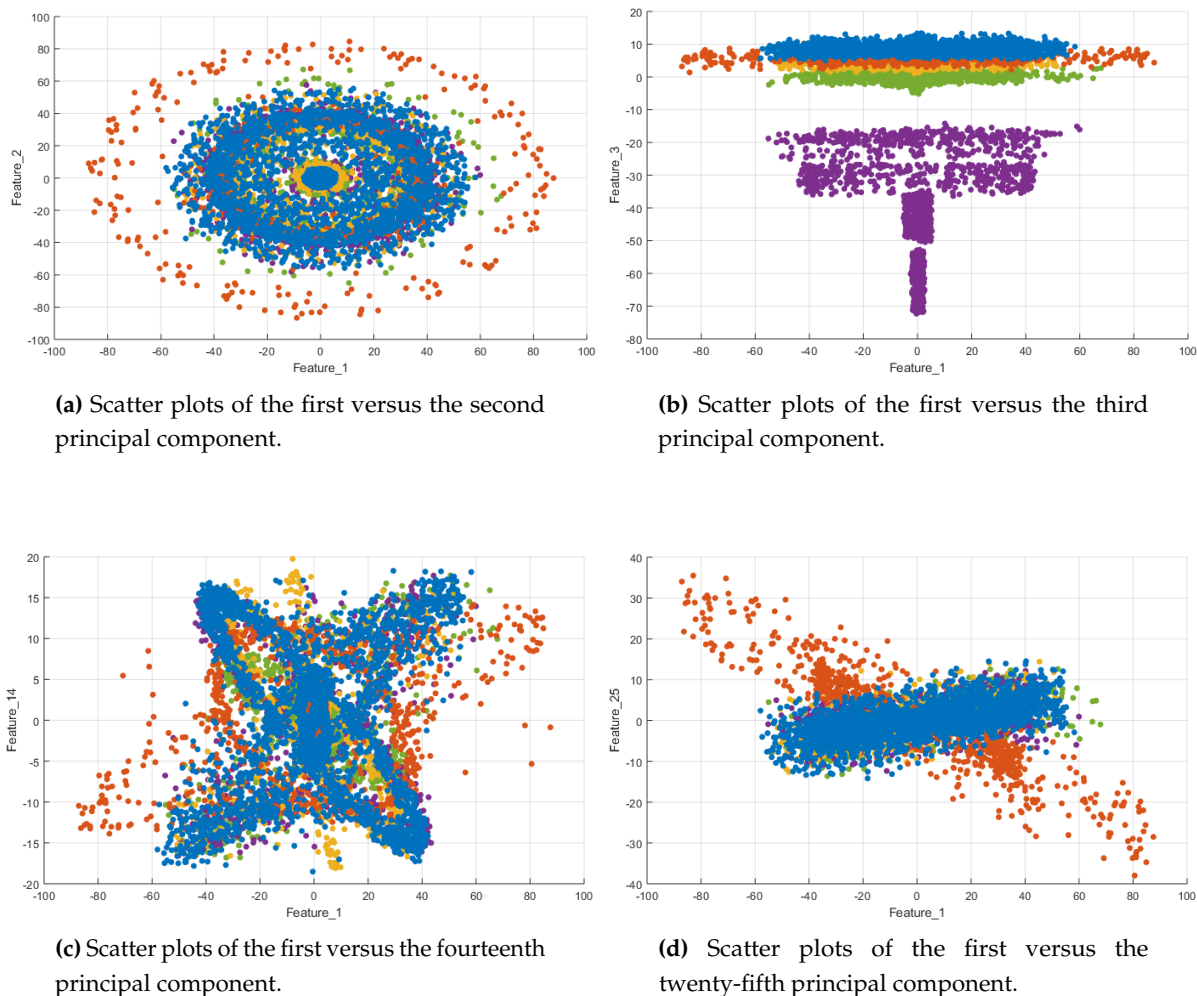 100
80
60
40
20
0
-20
-40
-60
-80
-100
Feature_2
-100 -80 -60 -40 -20 0 20 40 60 80 100
Feature_1
20
10
0
-10
-20
-30
-40
-50
-60
-70
-80
Feature_3
-100 -80 -60 -40 -20 0 20 40 60 80 100
Feature_1
(a) Scatter plots of the first versus the second
principal component.
(b) Scatter plots of the first versus the third
principal component.
20
15
10
5
0
-5
-10
-15
-20
Feature_14
-100 -80 -60 -40 -20 0 20 40 60 80 100
Feature_1
40
30
20
10
0
-10
-20
-30
-40
Feature_25
-100 -80 -60 -40 -20 0 20 40 60 80 100
Feature_1
(c) Scatter plots of the first versus the fourteenth
principal component.
(d) Scatter plots of the first versus the
twenty-fifth principal component.